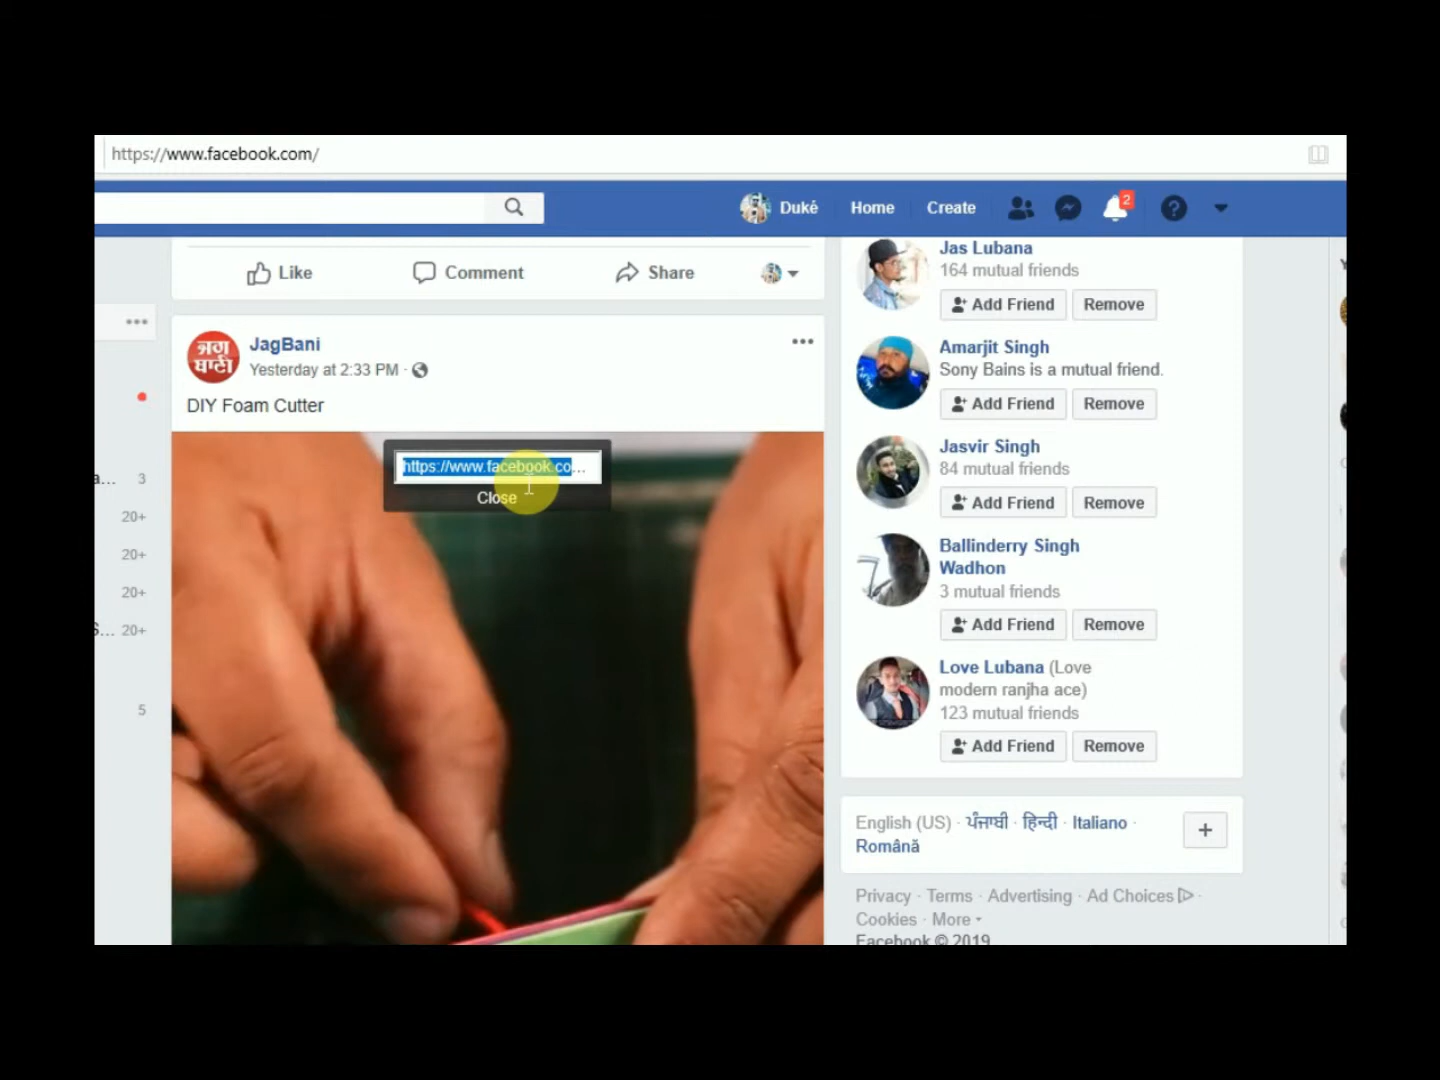 https://www.facebook.com/
Duké
Home
Create
2
Like
Comment
Share
ਜਗ
ਬਾਣੀ
JagBani
Yesterday at 2:33 PM ·
DIY Foam Cutter
https://www.facebook.co...
Close
a... 3
20+
20+
20+
S... 20+
5
Jas Lubana
164 mutual friends
Add Friend Remove
Amarjit Singh
Sony Bains is a mutual friend.
Add Friend Remove
Jasvir Singh
84 mutual friends
Add Friend Remove
Ballinderry Singh
Wadhon
3 mutual friends
Add Friend Remove
Love Lubana (Love
modern ranjha ace)
123 mutual friends
Add Friend Remove
English (US) · ਪੰਜਾਬੀ · हिन्दी · Italiano ·
Română
Privacy · Terms · Advertising · Ad Choices ·
Cookies · More
Facebook © 2019